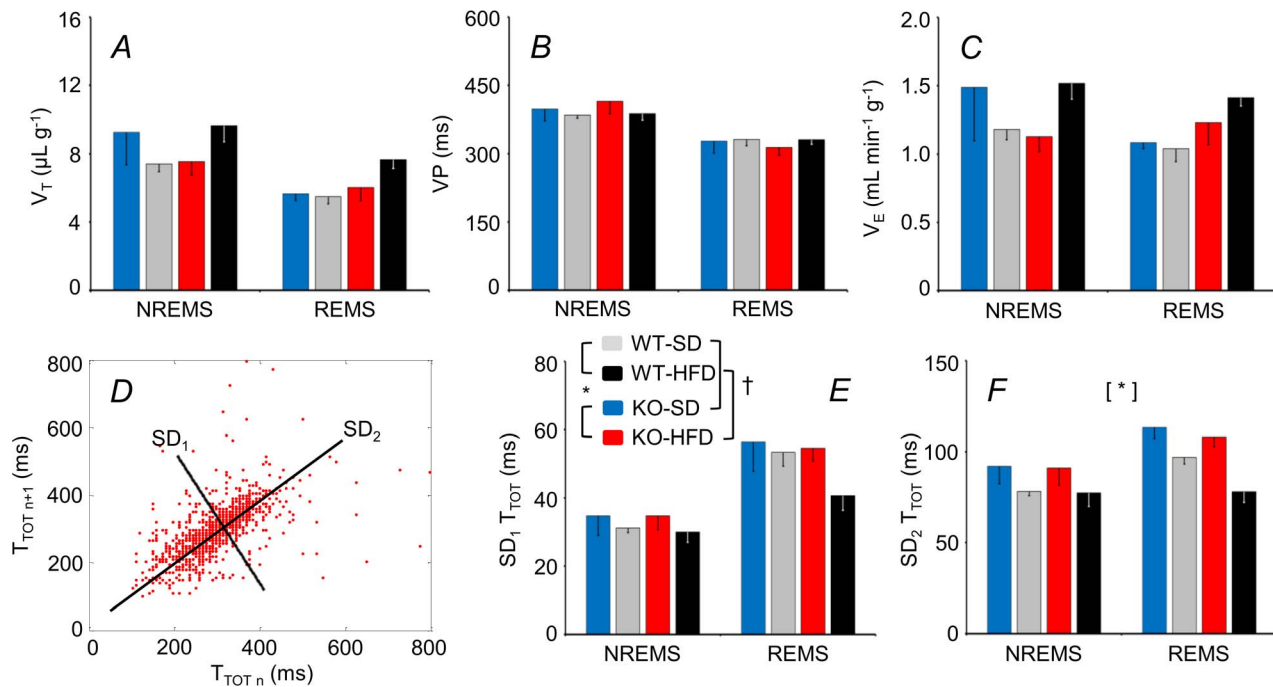 A
16
12
8
4
0
V_T (μL g⁻¹)
NREMS REMS
B
600
450
300
150
0
VP (ms)
NREMS REMS
C
2.0
1.5
1.0
0.5
0
V_E (mL min⁻¹ g⁻¹)
NREMS REMS
D
800
600
400
200
0
T_TOT n+1 (ms)
SD₁
SD₂
0 200 400 600 800
T_TOT n (ms)
E
80
60
40
20
0
SD₁ T_TOT (ms)
WT-SD
WT-HFD
*
†
KO-SD
KO-HFD
NREMS REMS
F
[ * ]
150
100
50
0
SD₂ T_TOT (ms)
NREMS REMS